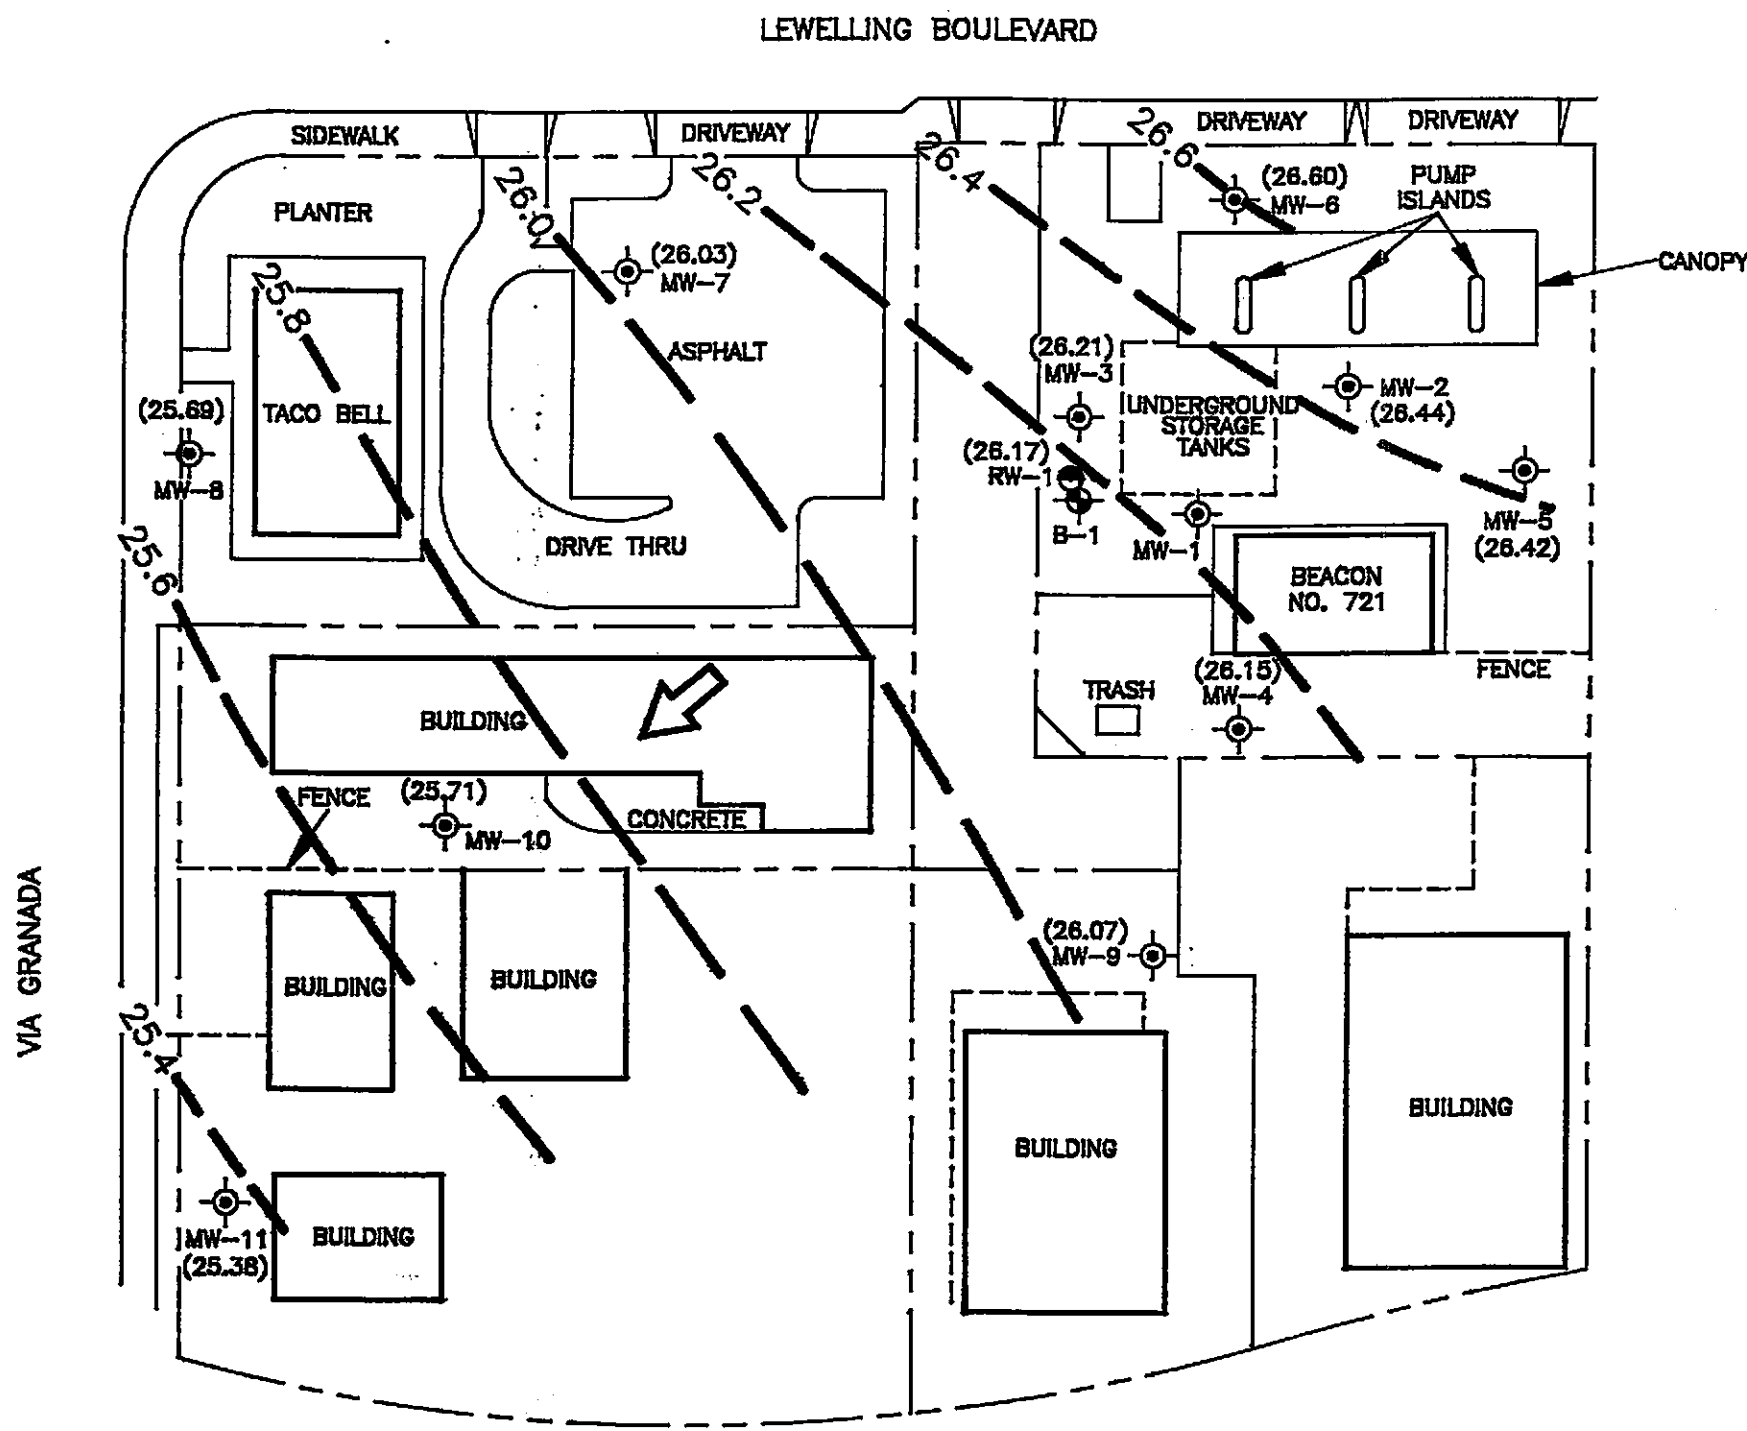 LEWELLING BOULEVARD
SIDEWALK
DRIVEWAY
DRIVEWAY
DRIVEWAY
26.0
26.2
26.4
26.6
(26.60)
MW-6
PUMP
ISLANDS
CANOPY
PLANTER
(26.03)
MW-7
25.8
ASPHALT
TACO BELL
(25.69)
MW-8
(26.21)
MW-3
UNDERGROUND
STORAGE
TANKS
MW-2
(26.44)
(26.17)
RW-1
B-1
MW-1
MW-5
(26.42)
DRIVE THRU
25.6
BEACON
NO. 721
FENCE
(26.15)
MW-4
TRASH
BUILDING
FENCE
(25.71)
MW-10
CONCRETE
VIA GRANADA
(26.07)
MW-9
BUILDING
BUILDING
25.4
BUILDING
BUILDING
MW-11
(25.38)
BUILDING